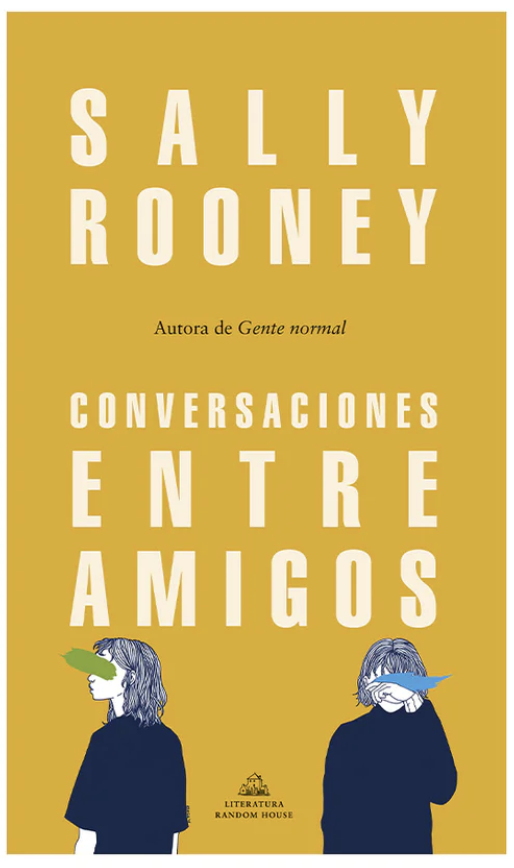 SALLY
ROONEY
Autora de Gente normal
CONVERSACIONES
ENTRE
AMIGOS
LITERATURA
RANDOM HOUSE